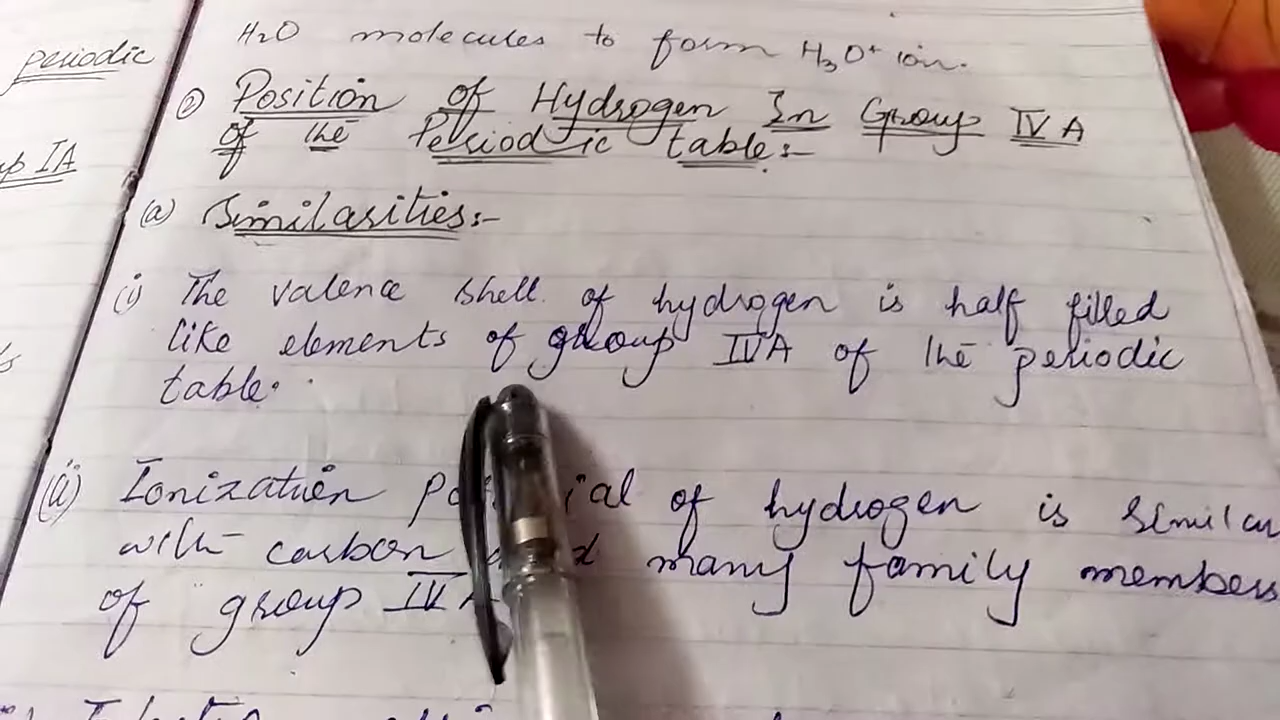 periodic
up IA
H2O molecules to form H3O+ ion.
② Position of Hydrogen In Group IV A
of the Periodic table:-
(a) Similarities:-
(i) The valence shell of hydrogen is half filled
like elements of group IVA of the periodic
table.
(ii) Ionization of hydrogen is similar
with carbon many family members
of group IV A